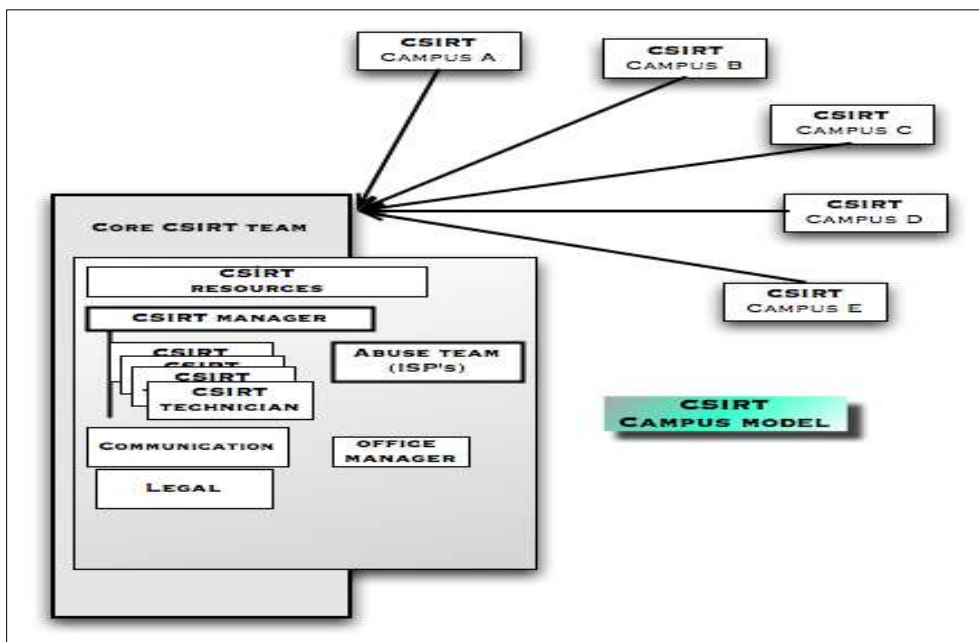 CSIRT
CAMPUS A
CSIRT
CAMPUS B
CSIRT
CAMPUS C
CSIRT
CAMPUS D
CSIRT
CAMPUS E
CORE CSIRT TEAM
CSIRT
RESOURCES
CSIRT MANAGER
CSIRT
CSIRT
CSIRT
CSIRT
TECHNICIAN
ABUSE TEAM
(ISP's)
COMMUNICATION
OFFICE
MANAGER
LEGAL
CSIRT
CAMPUS MODEL